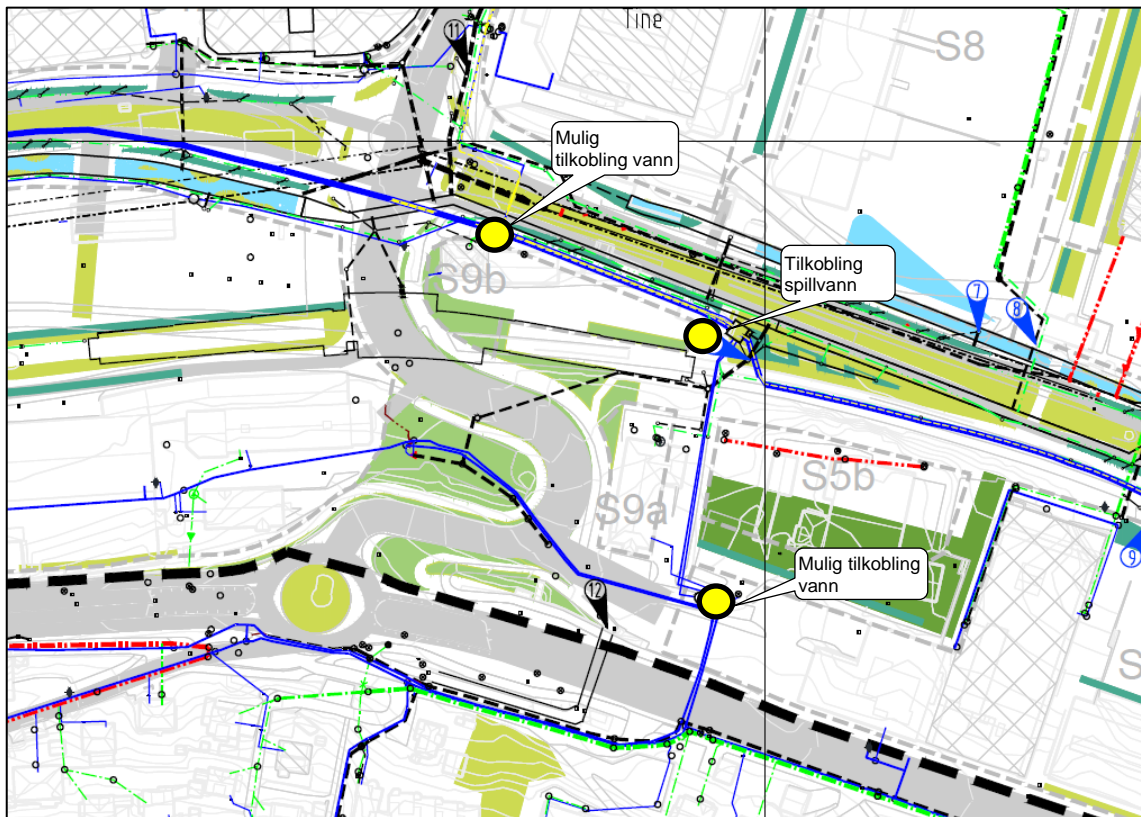 Tine
11
S8
Mulig
tilkobling vann
Tilkobling
spillvann
S9b
7
8
S5b
S9a
9
Mulig tilkobling
vann
12
S